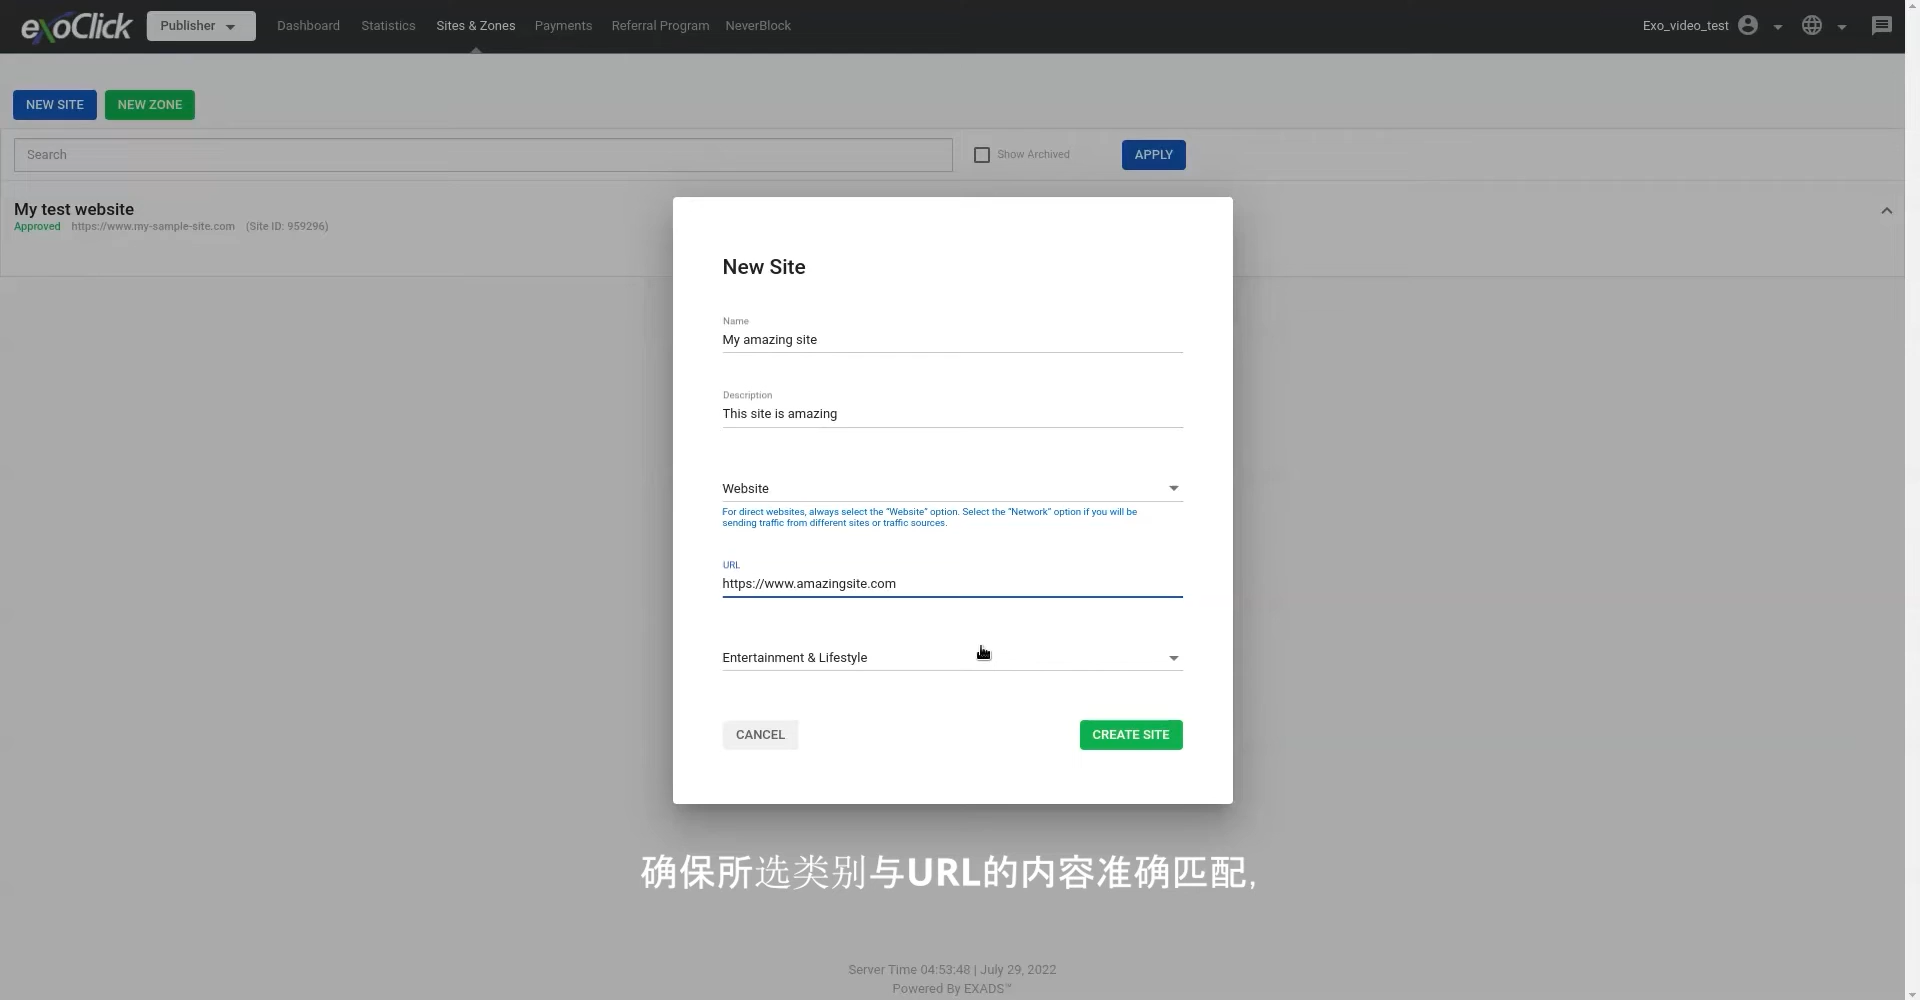 exoClick
Publisher
Dashboard
Statistics
Sites & Zones
Payments
Referral Program
NeverBlock
Exo_video_test
NEW SITE
NEW ZONE
Search
Show Archived
APPLY
My test website
Approved https://www.my-sample-site.com (Site ID: 959296)
New Site
Name
My amazing site
Description
This site is amazing
Website
For direct websites, always select the "Website" option. Select the "Network" option if you will be
sending traffic from different sites or traffic sources.
URL
https://www.amazingsite.com
Entertainment & Lifestyle
CANCEL
CREATE SITE
确保所选类别与URL的内容准确匹配,
Server Time 04:53:48 | July 29, 2022
Powered By EXADS™